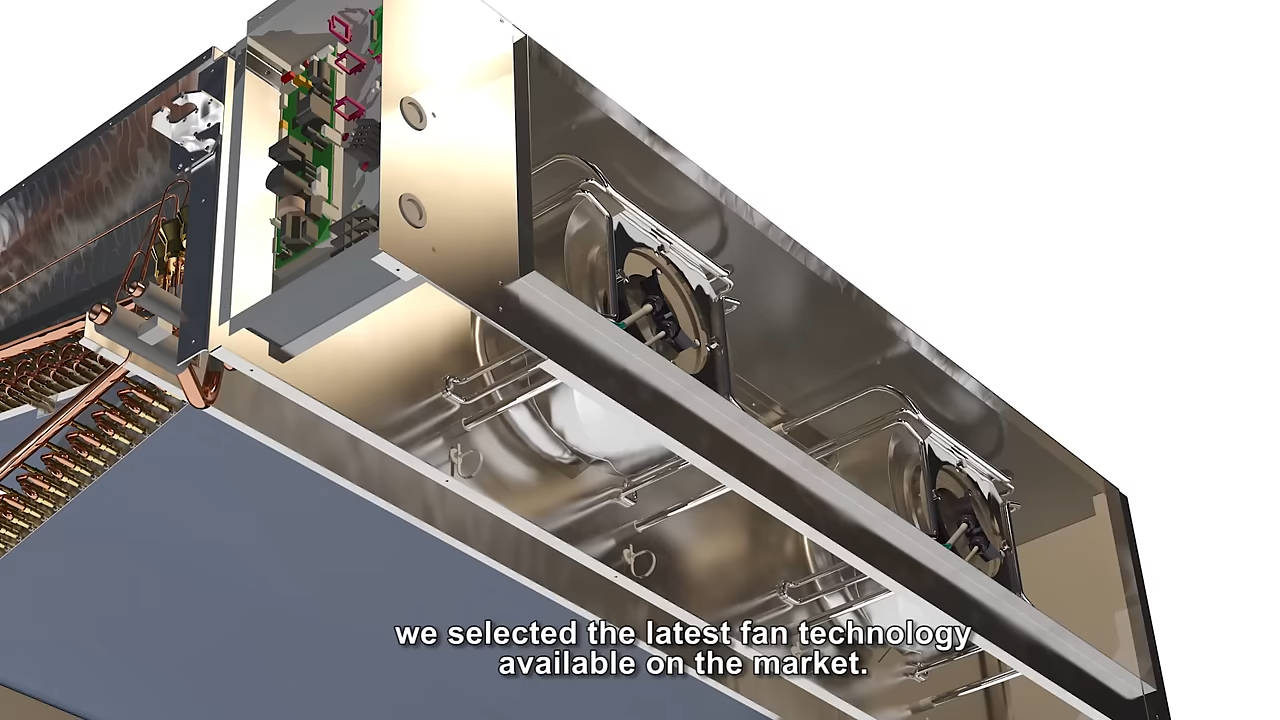 we selected the latest fan technology
available on the market.